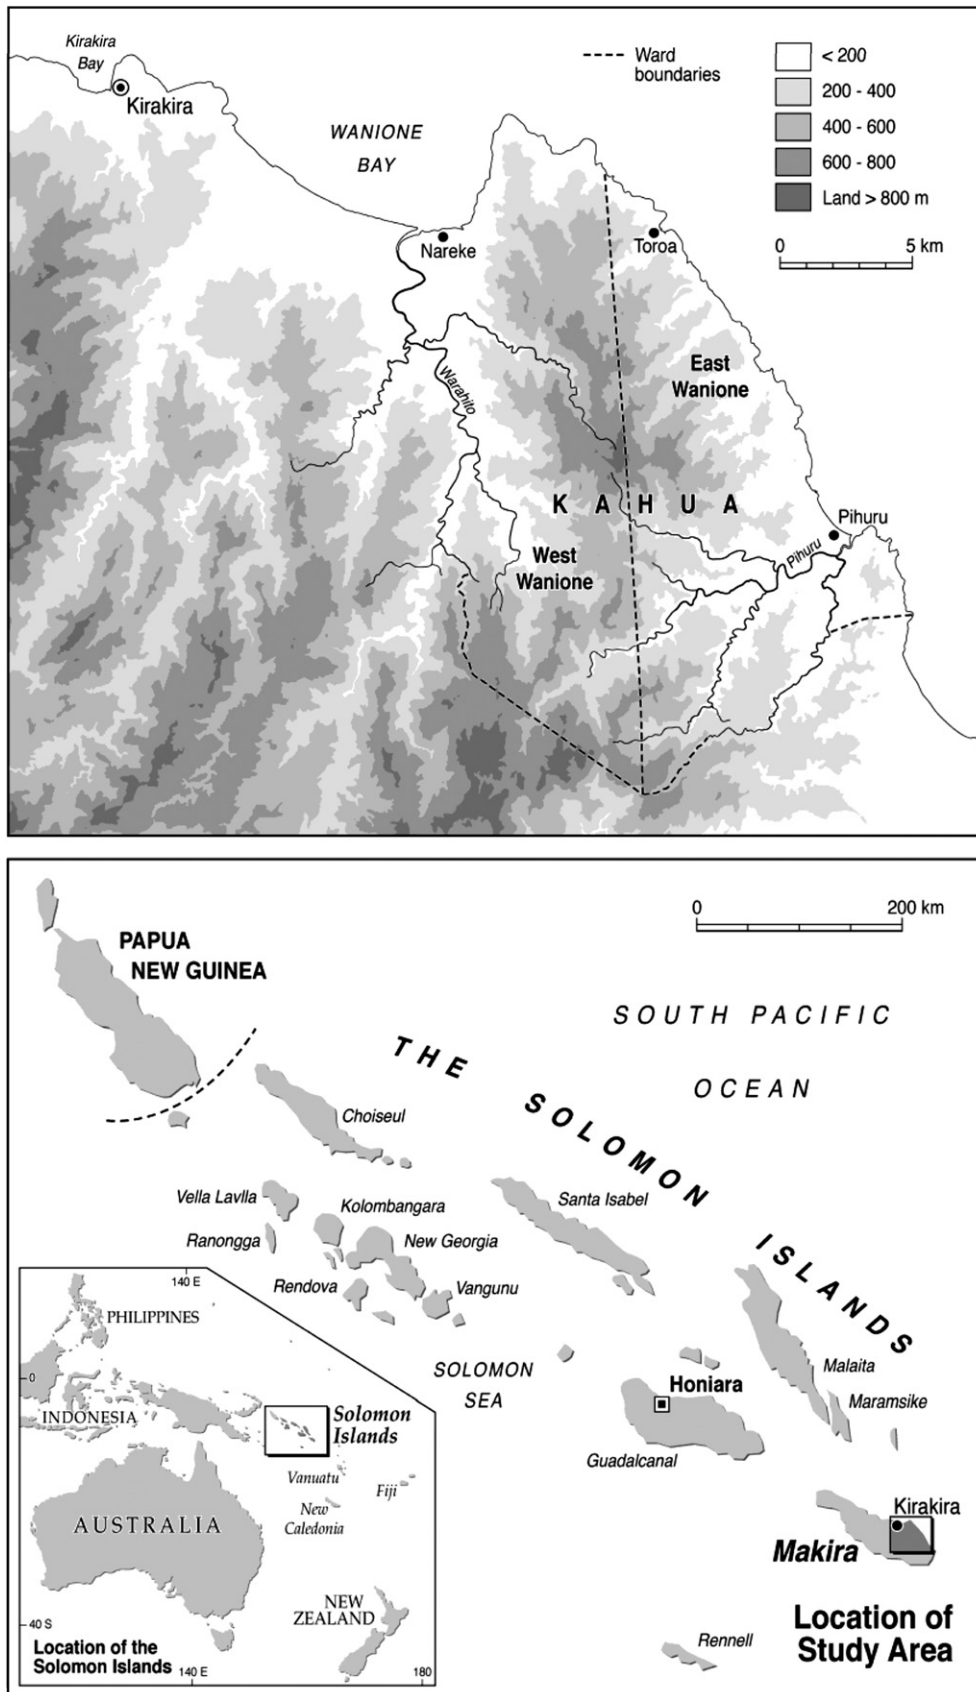 Kirakira
Bay
Kirakira
WANIONE
BAY
Ward
boundaries
< 200
200 - 400
400 - 600
600 - 800
Land > 800 m
0 5 km
Nareke
Toroa
Warahito
East
Wanione
KAHUA
West
Wanione
Pihuru
Pihuru
PAPUA
NEW GUINEA
0 200 km
SOUTH PACIFIC
OCEAN
THE SOLOMON ISLANDS
Choiseul
Vella Lavlla
Kolombangara
Santa Isabel
Ranongga
New Georgia
Rendova
Vangunu
SOLOMON
SEA
Malaita
Honiara
Maramsike
Guadalcanal
Kirakira
Makira
Location of
Study Area
Rennell
140 E
PHILIPPINES
0
INDONESIA
Solomon
Islands
Vanuatu
Fiji
New
Caledonia
AUSTRALIA
NEW
ZEALAND
40 S
Location of the
Solomon Islands
140 E
180